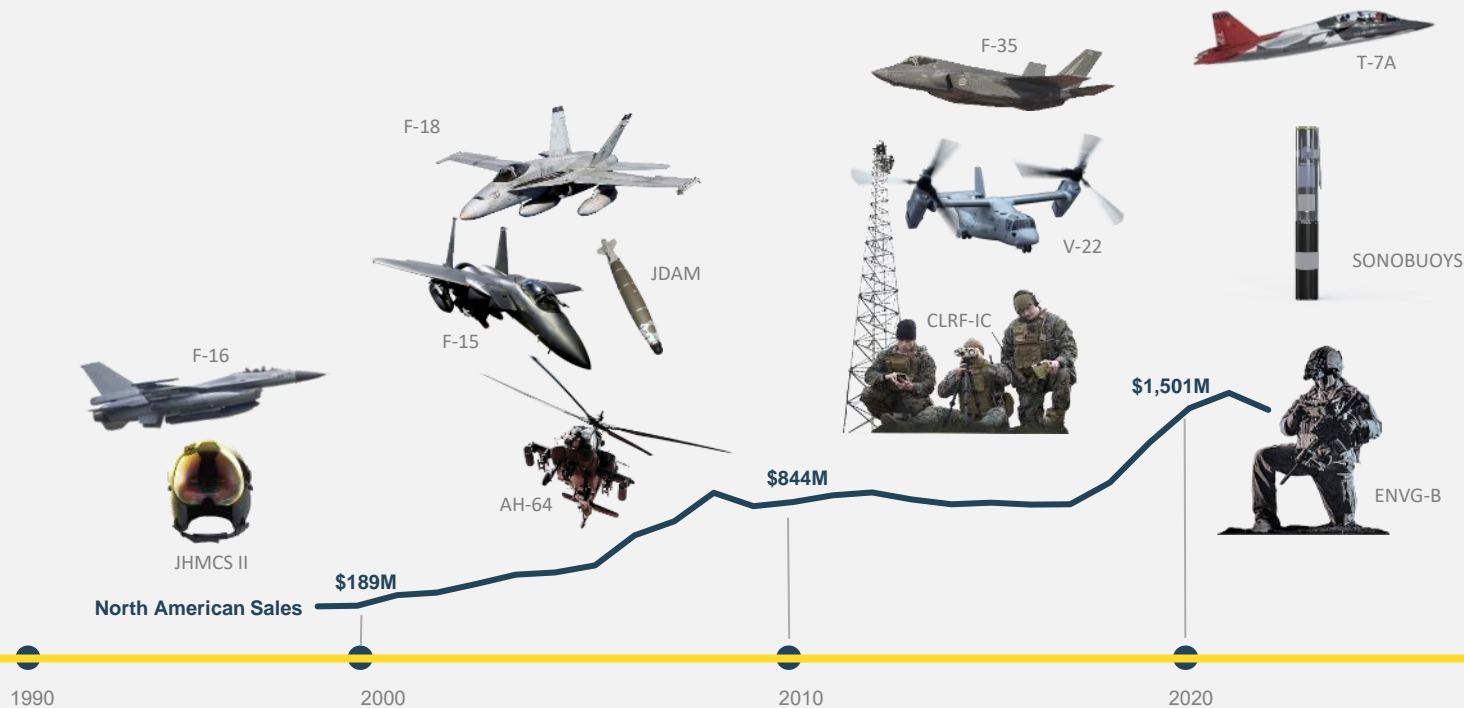 F-35
T-7A
F-18
V-22
SONOBUOYS
JDAM
CLRF-IC
F-15
F-16
$1,501M
ENVG-B
$844M
AH-64
JHMCS II
$189M
North American Sales
1990
2000
2010
2020